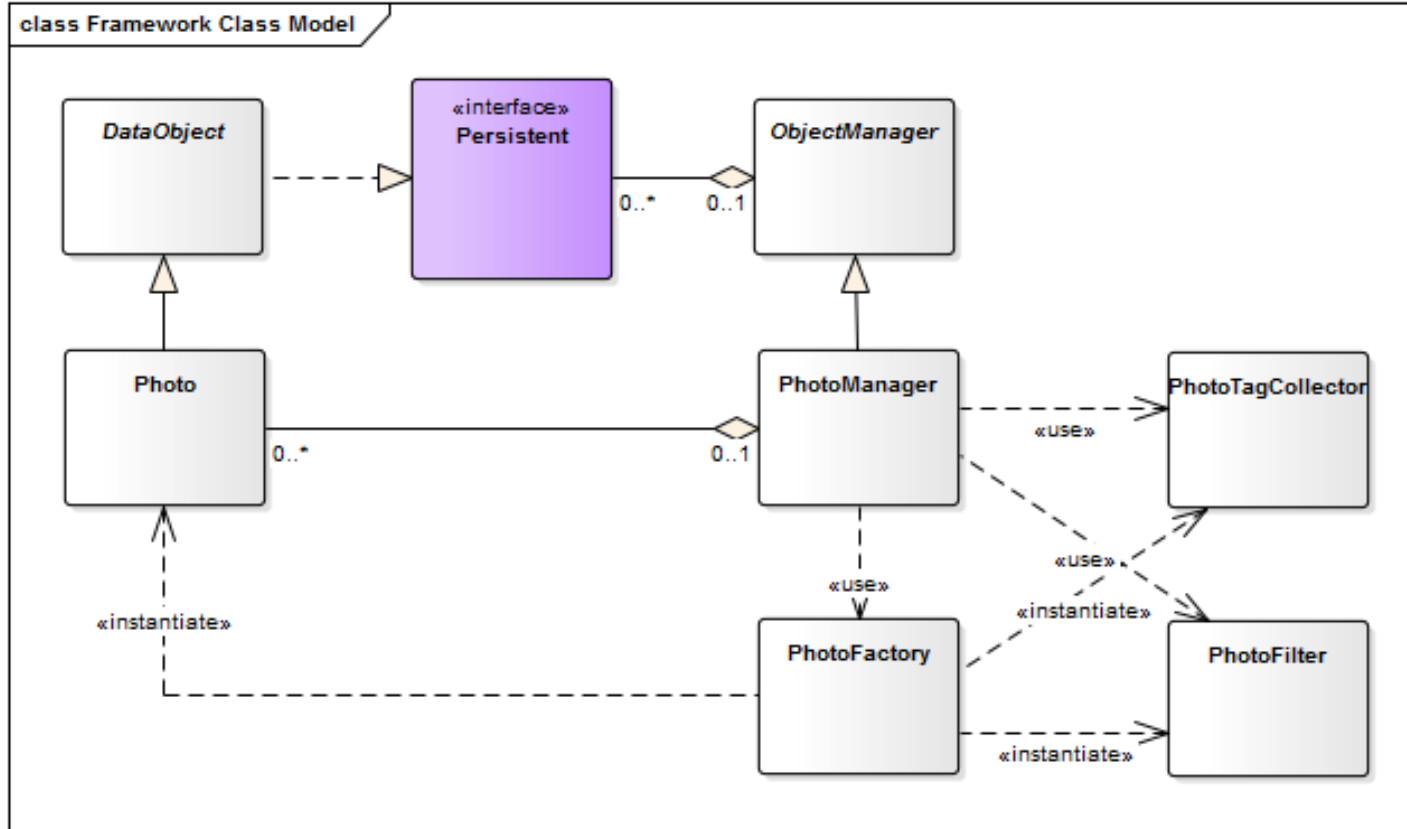 class Framework Class Model
DataObject
«interface»
Persistent
ObjectManager
0..*
0..1
Photo
PhotoManager
PhotoTagCollector
0..*
0..1
«use»
«use»
«use»
«instantiate»
«instantiate»
PhotoFactory
PhotoFilter
«instantiate»